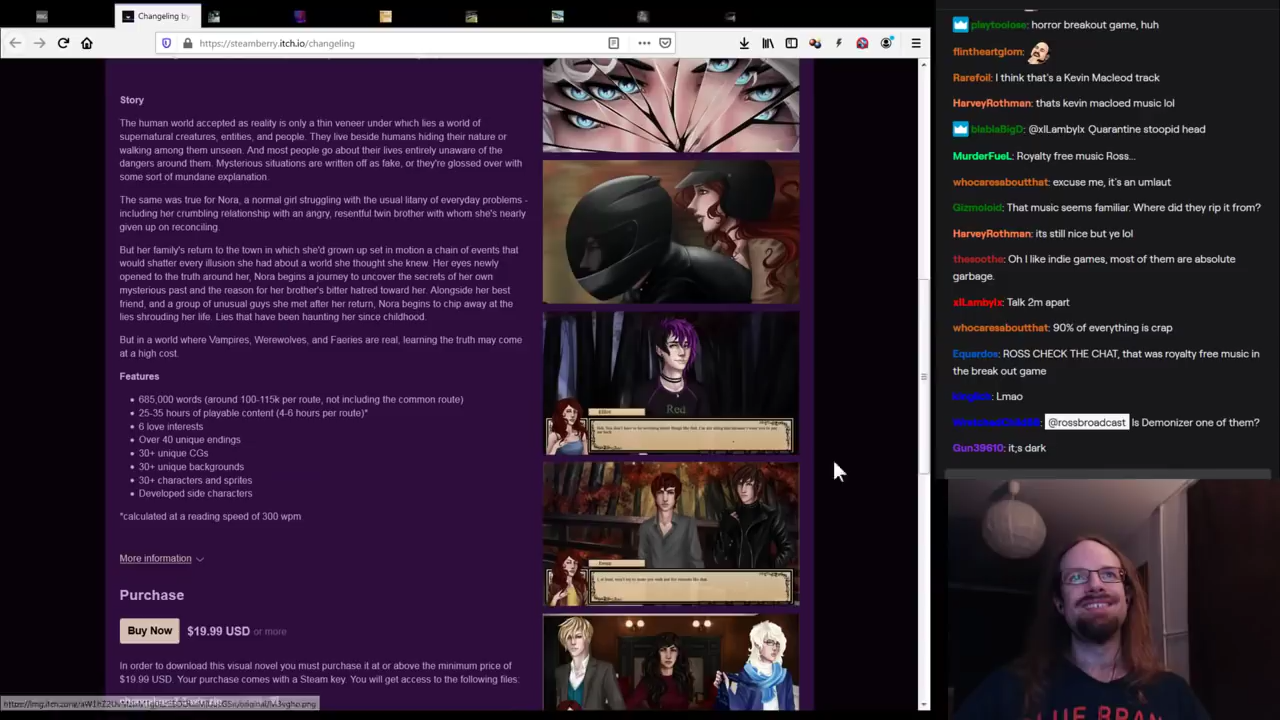 Changeling by
https://steamberry.itch.io/changeling
Story
The human world accepted as reality is only a thin veneer under which lies a world of
supernatural creatures, entities, and people. They live beside humans hiding their nature or
walking among them unseen. And most people go about their lives entirely unaware of the
dangers around them. Mysterious situations are written off as fake, or they're glossed over with
some sort of mundane explanation.
The same was true for Nora, a normal girl struggling with the usual litany of everyday problems -
including her crumbling relationship with an angry, resentful twin brother with whom she's nearly
given up on reconciling.
But her family's return to the town in which she'd grown up set in motion a chain of events that
would shatter every illusion she had about a world she thought she knew. Her eyes newly
opened to the truth around her, Nora begins a journey to uncover the secrets of her own
mysterious past and the reason for her brother's bitter hatred toward her. Alongside her best
friend, and a group of unusual guys she met after her return, Nora begins to chip away at the
lies shrouding her life. Lies that have been haunting her since childhood.
But in a world where Vampires, Werewolves, and Faeries are real, learning the truth may come
at a high cost.
Features
685,000 words (around 100-115k per route, not including the common route)
25-35 hours of playable content (4-6 hours per route)*
6 love interests
Over 40 unique endings
30+ unique CGs
30+ unique backgrounds
30+ characters and sprites
Developed side characters
*calculated at a reading speed of 300 wpm
More information
Purchase
Buy Now $19.99 USD or more
In order to download this visual novel you must purchase it at or above the minimum price of
$19.99 USD. Your purchase comes with a Steam key. You will get access to the following files:
Red
playtoolose: horror breakout game, huh
flintheartglom:
Rarefoil: I think that's a Kevin Macleod track
HarveyRothman: thats kevin macloed music lol
blablaBigD: @xILambyIx Quarantine stoopid head
MurderFueL: Royalty free music Ross...
whocaresaboutthat: excuse me, it's an umlaut
Gizmoloid: That music seems familiar. Where did they rip it from?
HarveyRothman: its still nice but ye lol
thesoothe: Oh I like indie games, most of them are absolute
garbage.
xILambyIx: Talk 2m apart
whocaresaboutthat: 90% of everything is crap
Equardos: ROSS CHECK THE CHAT, that was royalty free music in
the break out game
Lmao
@rossbroadcast Is Demonizer one of them?
Gun39610: it;s dark